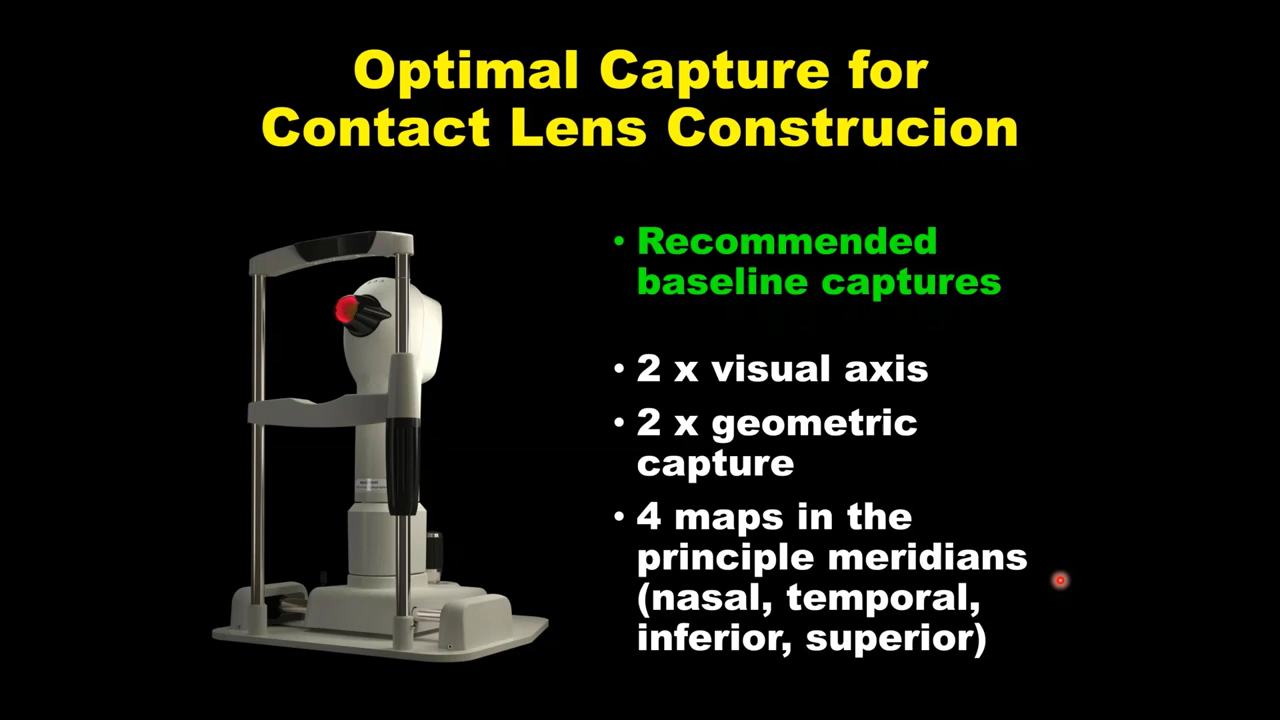 Optimal Capture for
Contact Lens Construcion
• Recommended
baseline captures
• 2 x visual axis
• 2 x geometric
capture
• 4 maps in the
principle meridians
(nasal, temporal,
inferior, superior)